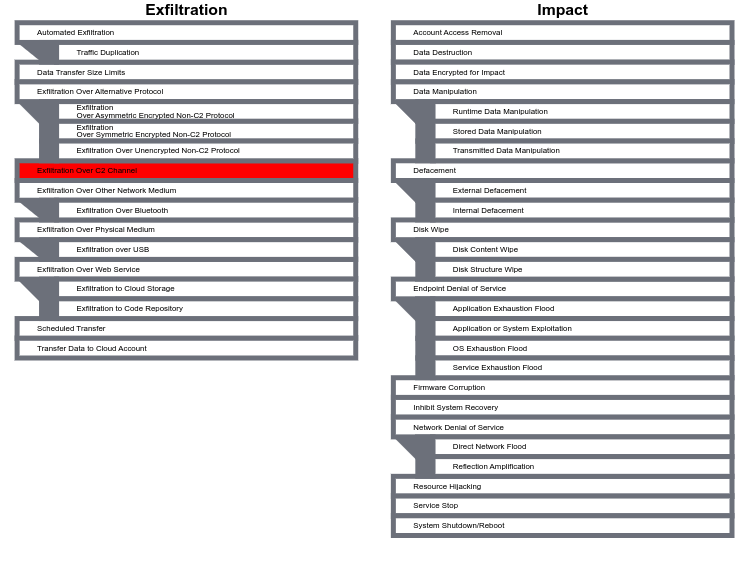 Exfiltration
Automated Exfiltration
Traffic Duplication
Data Transfer Size Limits
Exfiltration Over Alternative Protocol
Exfiltration
Over Asymmetric Encrypted Non-C2 Protocol
Exfiltration
Over Symmetric Encrypted Non-C2 Protocol
Exfiltration Over Unencrypted Non-C2 Protocol
Exfiltration Over C2 Channel
Exfiltration Over Other Network Medium
Exfiltration Over Bluetooth
Exfiltration Over Physical Medium
Exfiltration over USB
Exfiltration Over Web Service
Exfiltration to Cloud Storage
Exfiltration to Code Repository
Scheduled Transfer
Transfer Data to Cloud Account
Impact
Account Access Removal
Data Destruction
Data Encrypted for Impact
Data Manipulation
Runtime Data Manipulation
Stored Data Manipulation
Transmitted Data Manipulation
Defacement
External Defacement
Internal Defacement
Disk Wipe
Disk Content Wipe
Disk Structure Wipe
Endpoint Denial of Service
Application Exhaustion Flood
Application or System Exploitation
OS Exhaustion Flood
Service Exhaustion Flood
Firmware Corruption
Inhibit System Recovery
Network Denial of Service
Direct Network Flood
Reflection Amplification
Resource Hijacking
Service Stop
System Shutdown/Reboot